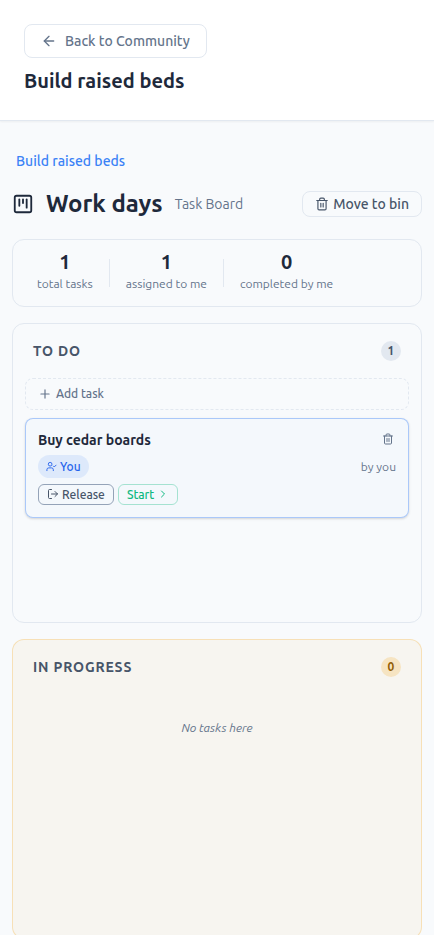 Back to Community
Build raised beds
Build raised beds
Work days Task Board Move to bin
1 1 0
total tasks assigned to me completed by me
TO DO 1
Add task
Buy cedar boards
You by you
Release Start
IN PROGRESS 0
No tasks here